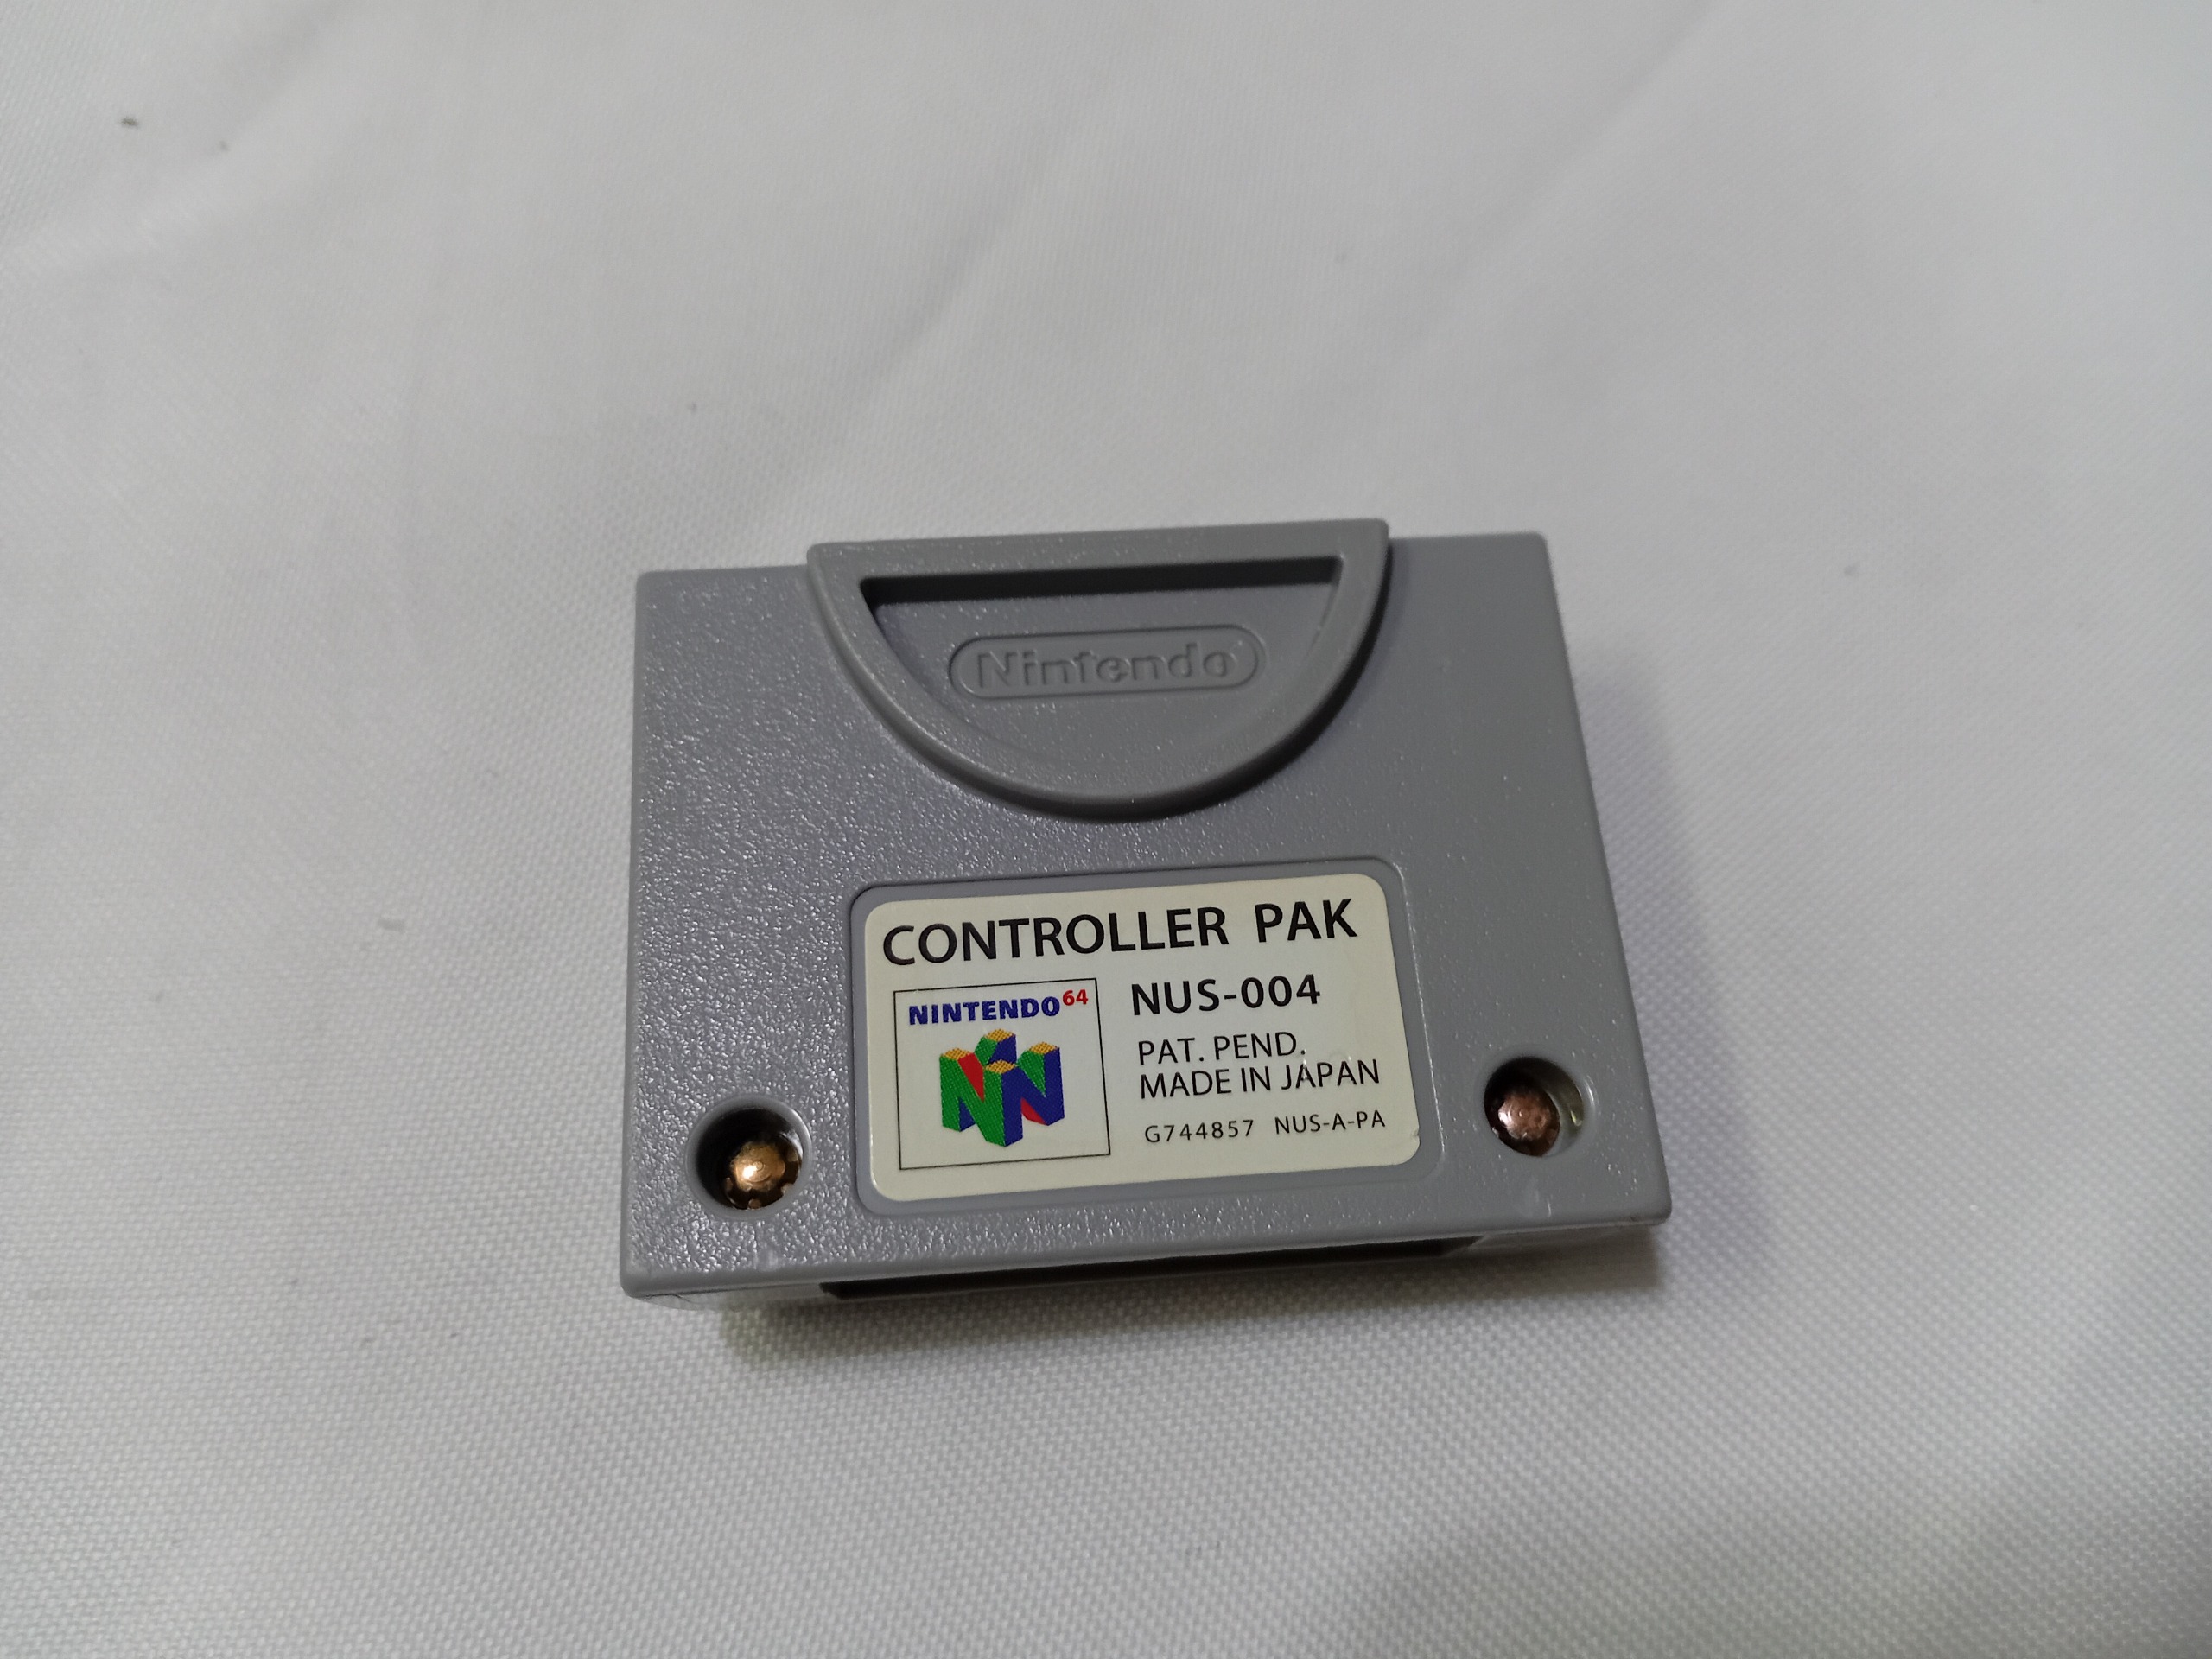 Nintendo
CONTROLLER PAK
NINTENDO64
NUS-004
PAT. PEND.
MADE IN JAPAN
G744857 NUS-A-PA